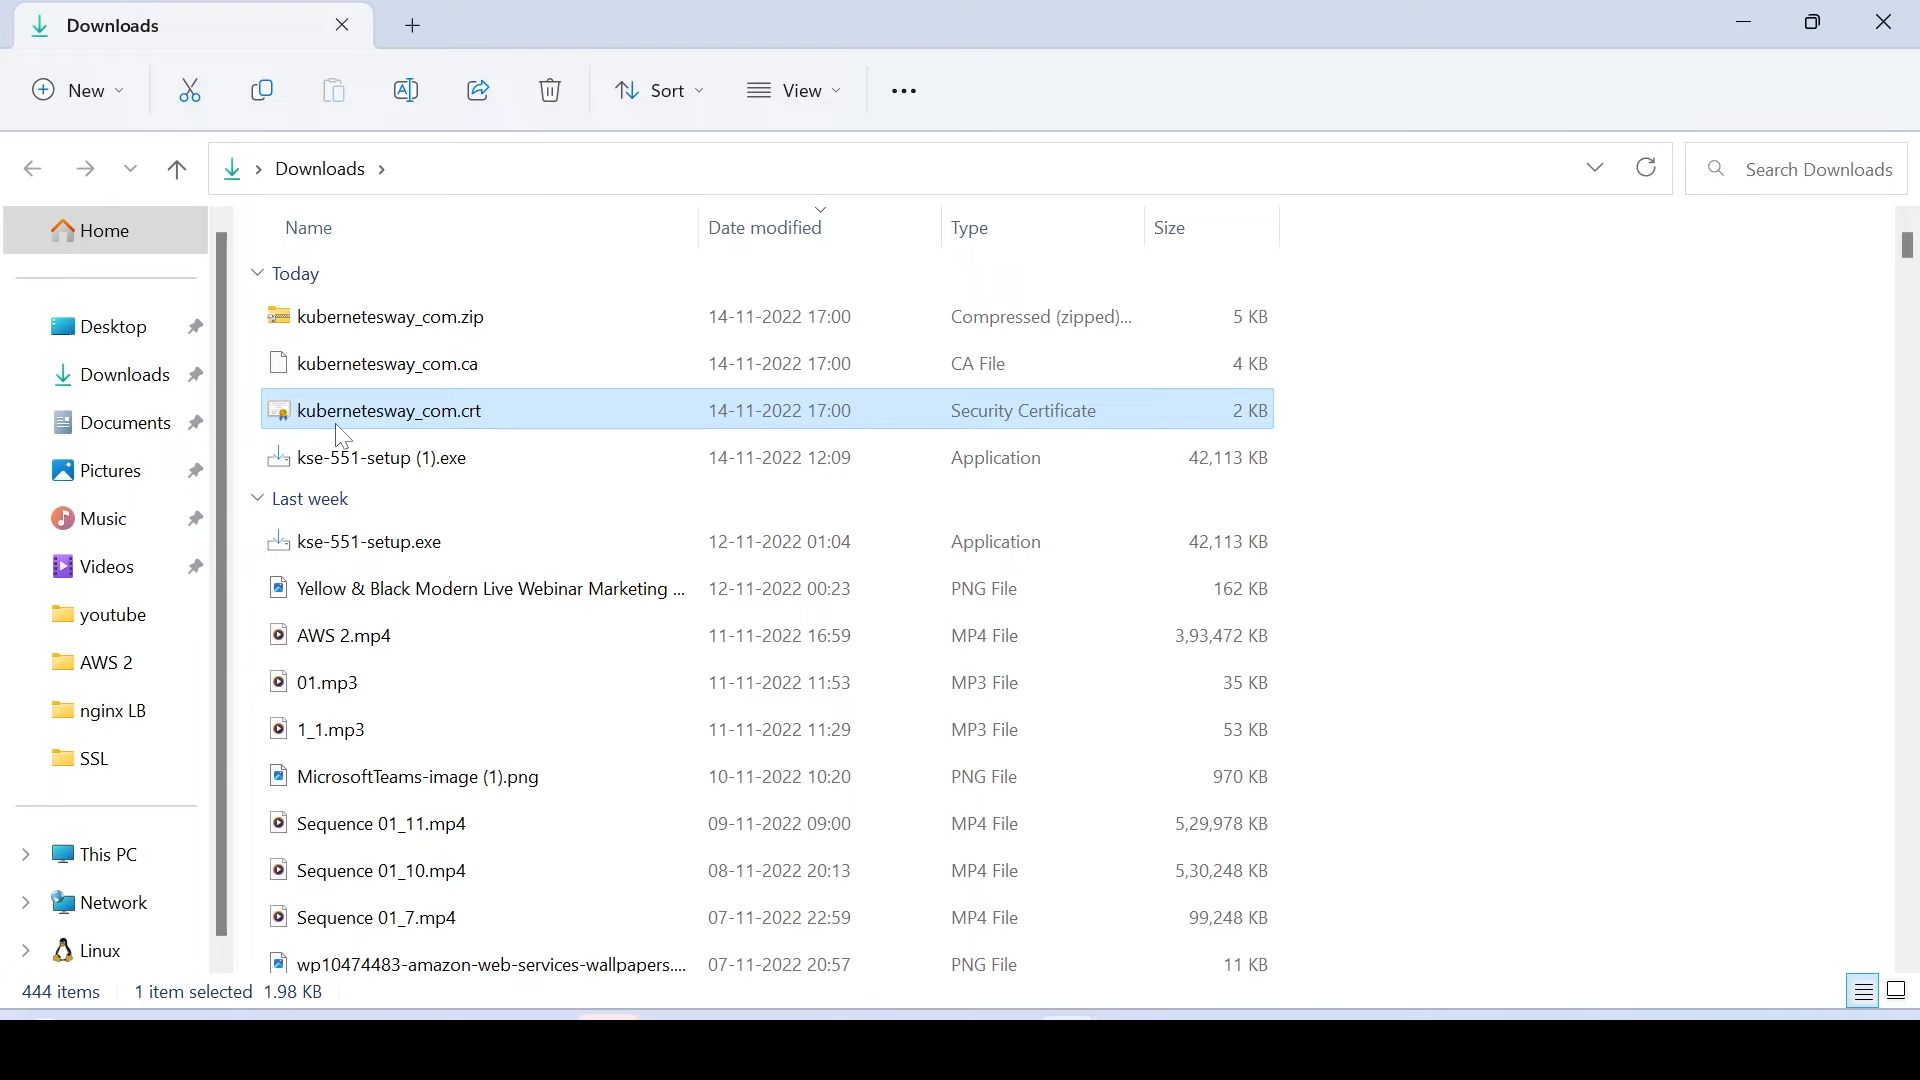 Downloads
New Sort View
Downloads Search Downloads
Home
Desktop
Downloads
Documents
Pictures
Music
Videos
youtube
AWS 2
nginx LB
SSL
This PC
Network
Linux
Name Date modified Type Size
Today
kubernetesway_com.zip 14-11-2022 17:00 Compressed (zipped)... 5 KB
kubernetesway_com.ca 14-11-2022 17:00 CA File 4 KB
kubernetesway_com.crt 14-11-2022 17:00 Security Certificate 2 KB
kse-551-setup (1).exe 14-11-2022 12:09 Application 42,113 KB
Last week
kse-551-setup.exe 12-11-2022 01:04 Application 42,113 KB
Yellow & Black Modern Live Webinar Marketing ... 12-11-2022 00:23 PNG File 162 KB
AWS 2.mp4 11-11-2022 16:59 MP4 File 3,93,472 KB
01.mp3 11-11-2022 11:53 MP3 File 35 KB
1_1.mp3 11-11-2022 11:29 MP3 File 53 KB
MicrosoftTeams-image (1).png 10-11-2022 10:20 PNG File 970 KB
Sequence 01_11.mp4 09-11-2022 09:00 MP4 File 5,29,978 KB
Sequence 01_10.mp4 08-11-2022 20:13 MP4 File 5,30,248 KB
Sequence 01_7.mp4 07-11-2022 22:59 MP4 File 99,248 KB
wp10474483-amazon-web-services-wallpapers.... 07-11-2022 20:57 PNG File 11 KB
444 items 1 item selected 1.98 KB